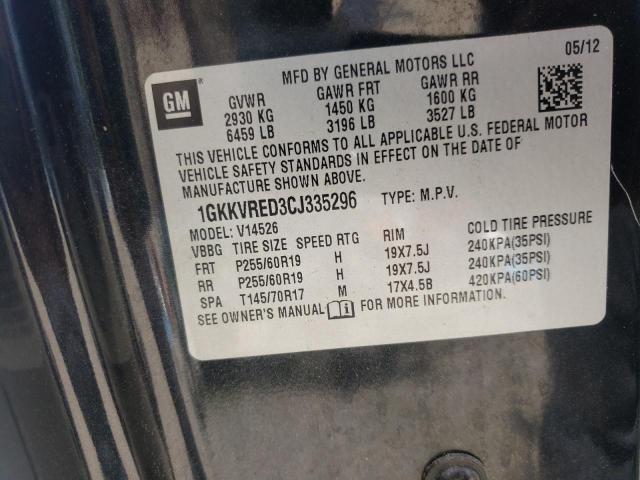 05/12
MFD BY GENERAL MOTORS LLC
GM®
GVWR GAWR FRT GAWR RR
2930 KG 1450 KG 1600 KG
6459 LB 3196 LB 3527 LB
THIS VEHICLE CONFORMS TO ALL APPLICABLE U.S. FEDERAL MOTOR
VEHICLE SAFETY STANDARDS IN EFFECT ON THE DATE OF
MANUFACTURE SHOWN ABOVE.
1GKKVRED3CJ335296 TYPE: M.P.V.
MODEL: V14526
VBBG TIRE SIZE SPEED RTG RIM COLD TIRE PRESSURE
FRT P255/60R19 H 19X7.5J 240KPA(35PSI)
RR P255/60R19 H 19X7.5J 240KPA(35PSI)
SPA T145/70R17 M 17X4.5B 420KPA(60PSI)
SEE OWNER'S MANUAL FOR MORE INFORMATION.